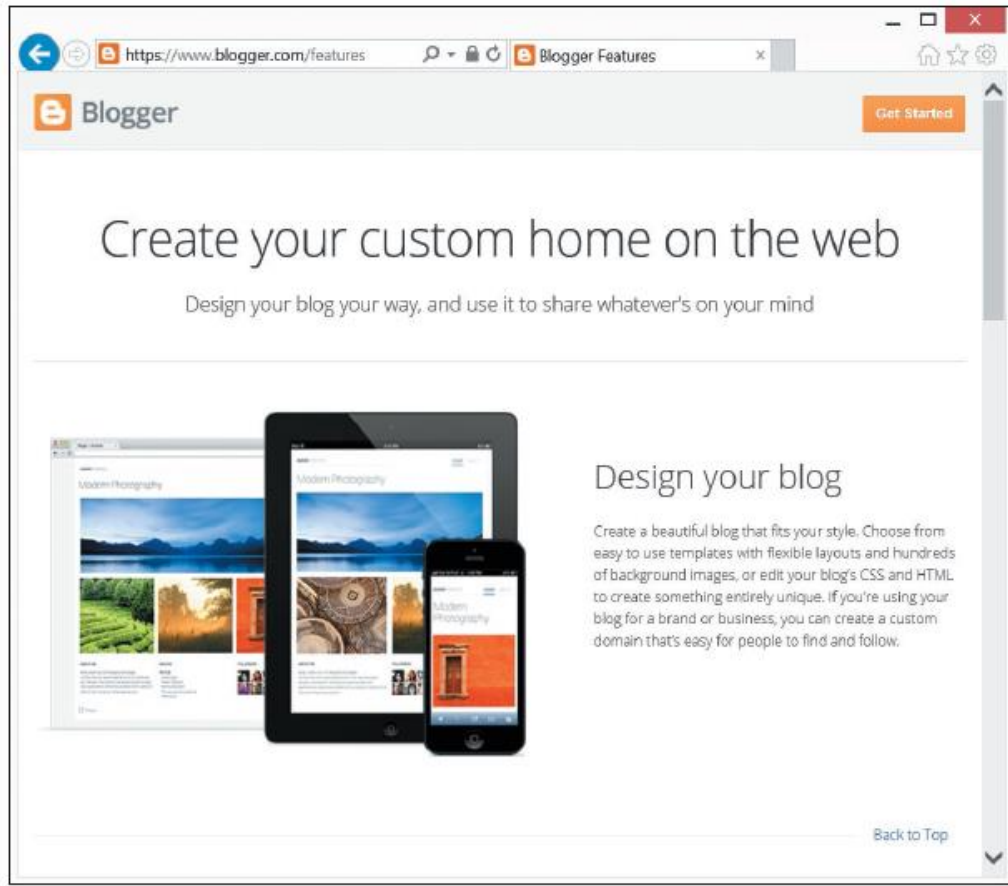 https://www.blogger.com/features
Blogger Features
Blogger
Get Started
Create your custom home on the web
Design your blog your way, and use it to share whatever's on your mind
Modern Photography
Modern Photography
Modern
Photography
Design your blog
Create a beautiful blog that fits your style. Choose from
easy to use templates with flexible layouts and hundreds
of background images, or edit your blog's CSS and HTML
to create something entirely unique. If you're using your
blog for a brand or business, you can create a custom
domain that's easy for people to find and follow.
Back to Top